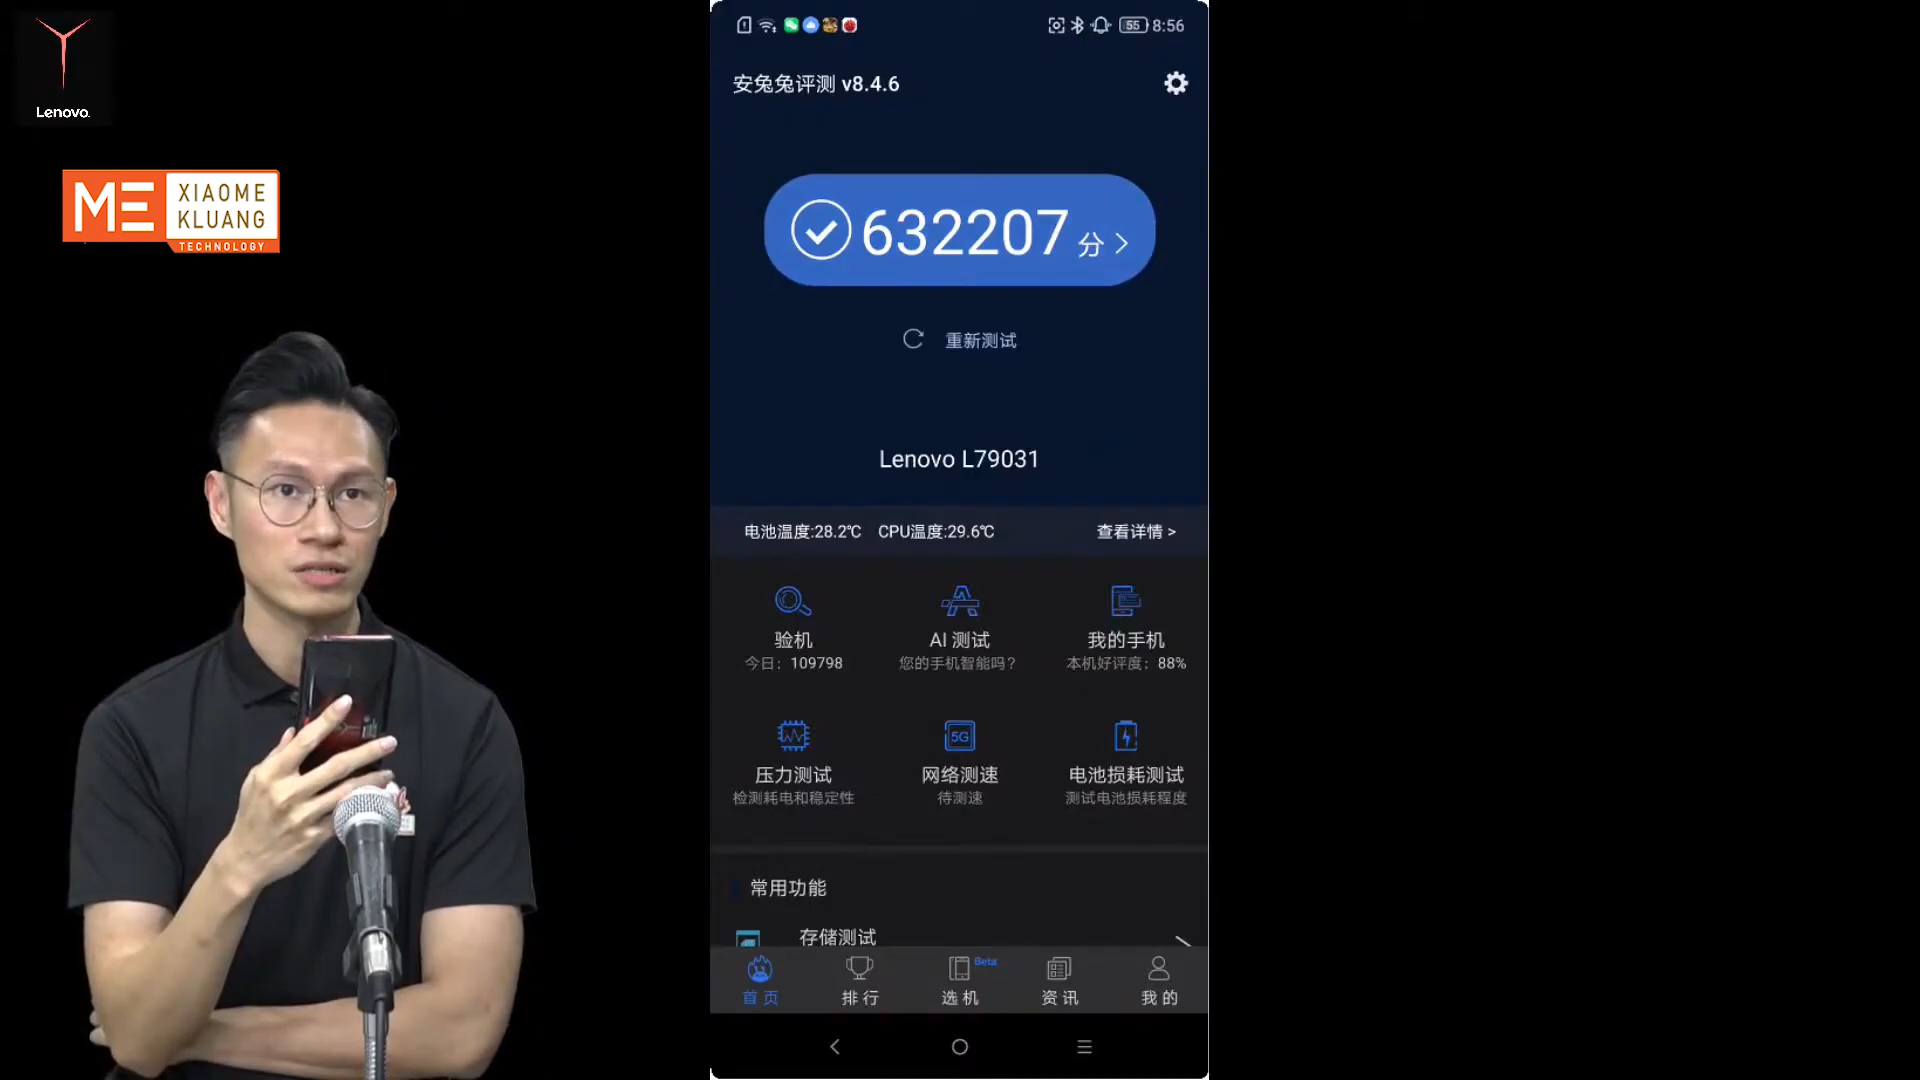 Lenovo.
ME XIAOME
KLUANG
TECHNOLOGY
55 8:56
安兔兔评测 v8.4.6
632207 分
重新测试
Lenovo L79031
电池温度:28.2℃ CPU温度:29.6℃ 查看详情 >
验机 AI 测试 我的手机
今日：109798 您的手机智能吗？ 本机好评度：88%
5G
压力测试 网络测速 电池损耗测试
检测耗电和稳定性 待测速 测试电池损耗程度
常用功能
存储测试
Beta
首页 排行 选机 资讯 我的